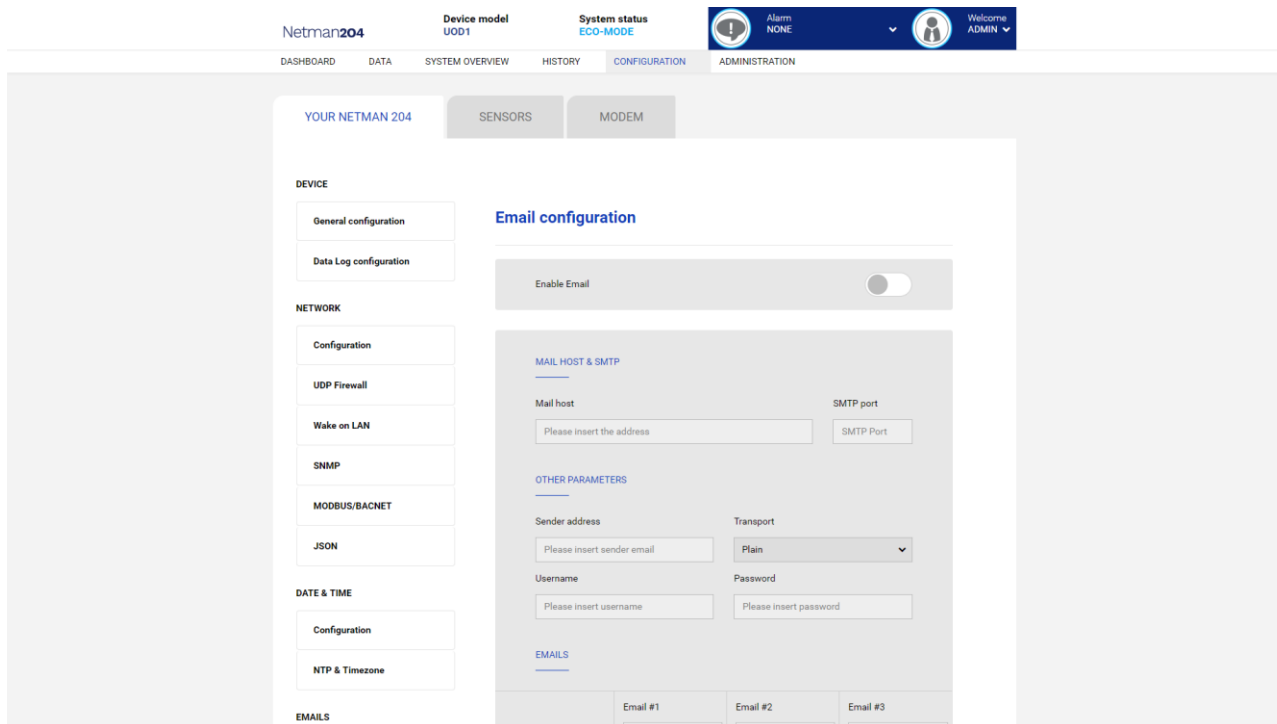 Netman204
Device model
UOD1
System status
ECO-MODE
Alarm
NONE
Welcome
ADMIN
DASHBOARD DATA SYSTEM OVERVIEW HISTORY CONFIGURATION ADMINISTRATION
YOUR NETMAN 204 SENSORS MODEM
DEVICE
General configuration
Data Log configuration
NETWORK
Configuration
UDP Firewall
Wake on LAN
SNMP
MODBUS/BACNET
JSON
DATE & TIME
Configuration
NTP & Timezone
EMAILS
Email configuration
Enable Email
MAIL HOST & SMTP
Mail host SMTP port
Please insert the address SMTP Port
OTHER PARAMETERS
Sender address Transport
Please insert sender email Plain
Username Password
Please insert username Please insert password
EMAILS
Email #1 Email #2 Email #3